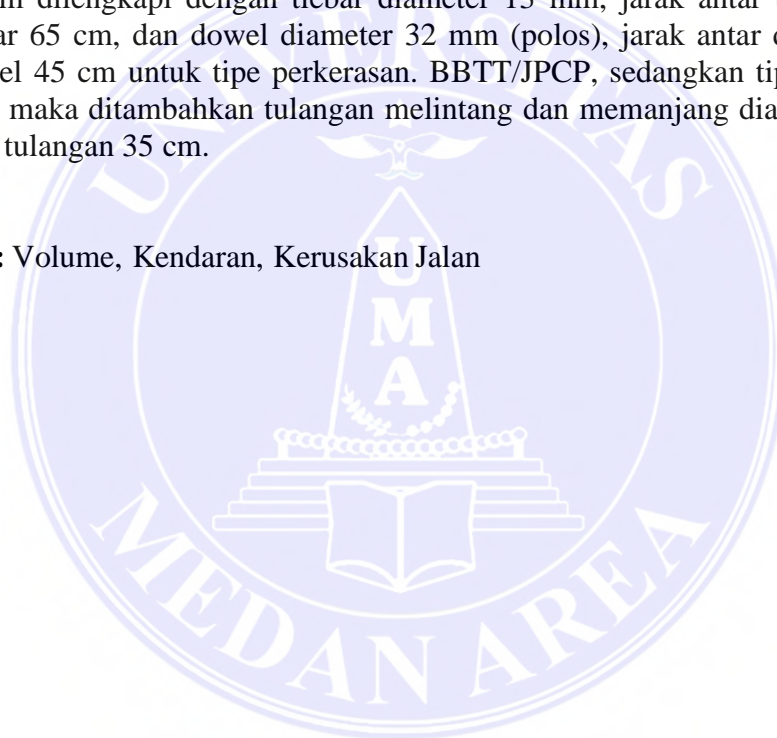 dilengkapi dengan tiebar diameter 13 mm, jarak antar
ar 65 cm, dan dowel diameter 32 mm (polos), jarak antar
el 45 cm untuk tipe perkerasan. BBTT/JPCP, sedangkan
maka ditambahkan tulangan melintang dan memanjang
tulangan 35 cm.
: Volume, Kendaran, Kerusakan Jalan
UNIVERSITAS
U
M
A
MEDAN AREA